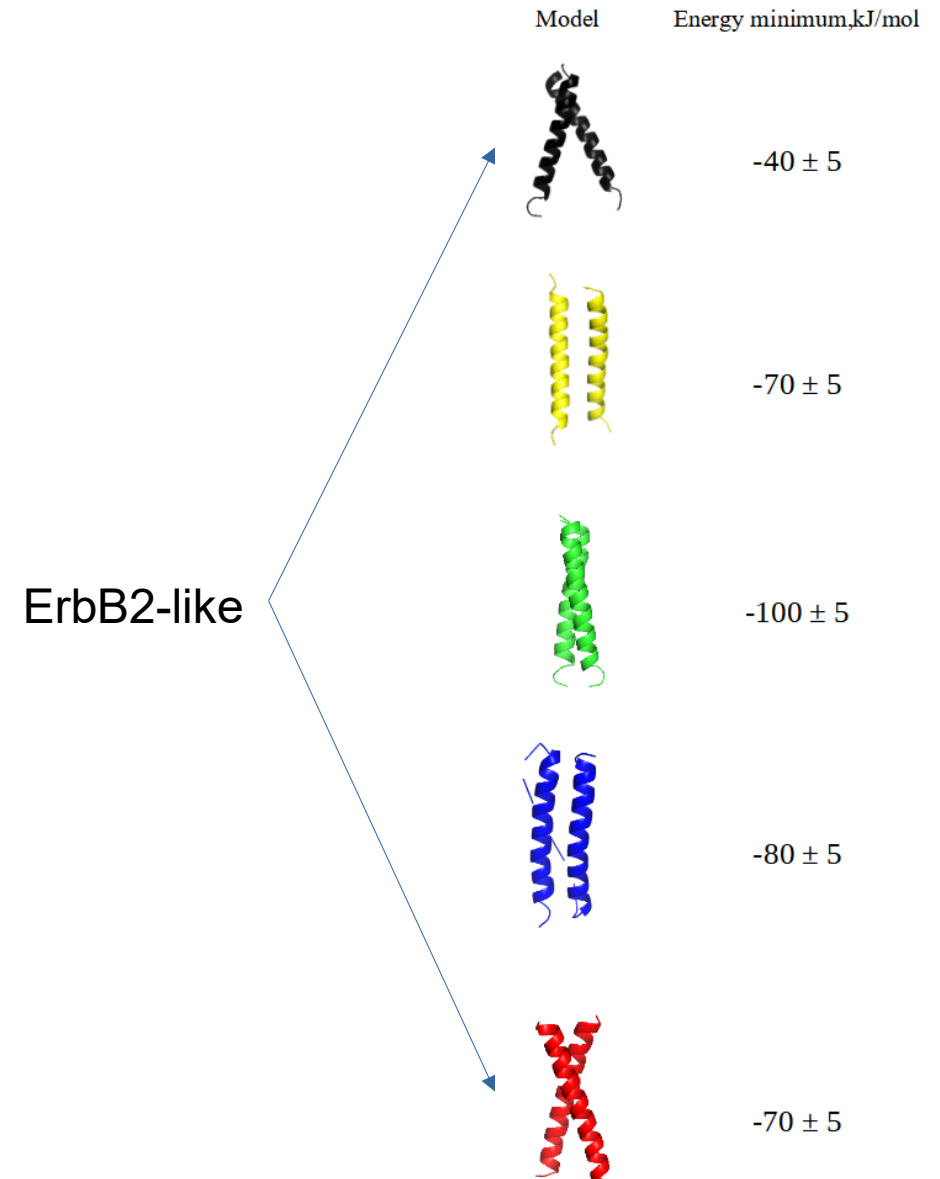 Model Energy minimum,kJ/mol
-40 ± 5
-70 ± 5
ErbB2-like -100 ± 5
-80 ± 5
-70 ± 5